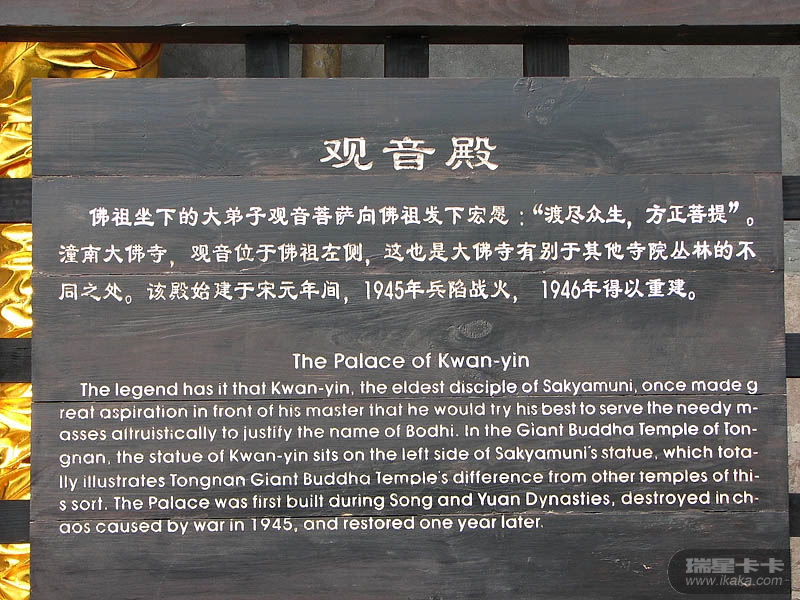 观音殿
佛祖坐下的大弟子观音菩萨向佛祖发下宏愿：“渡尽众生，方正菩提”。
潼南大佛寺，观音位于佛祖左侧，这也是大佛寺有别于其他寺院丛林的不
同之处。该殿始建于宋元年间，1945年兵陷战火，1946年得以重建。
The Palace of Kwan-yin
The legend has it that Kwan-yin, the eldest disciple of Sakyamuni, once made g
reat aspiration in front of his master that he would try his best to serve the needy m-
asses altruistically to justify the name of Bodhi. In the Giant Buddha Temple of Ton-
gnan, the statue of Kwan-yin sits on the left side of Sakyamuni's statue, which tota-
lly illustrates Tongnan Giant Buddha Temple's difference from other temples of thi-
s sort. The Palace was first built during Song and Yuan Dynasties, destroyed in ch-
aos caused by war in 1945, and restored one year later.
瑞星卡卡
www.ikaka.com